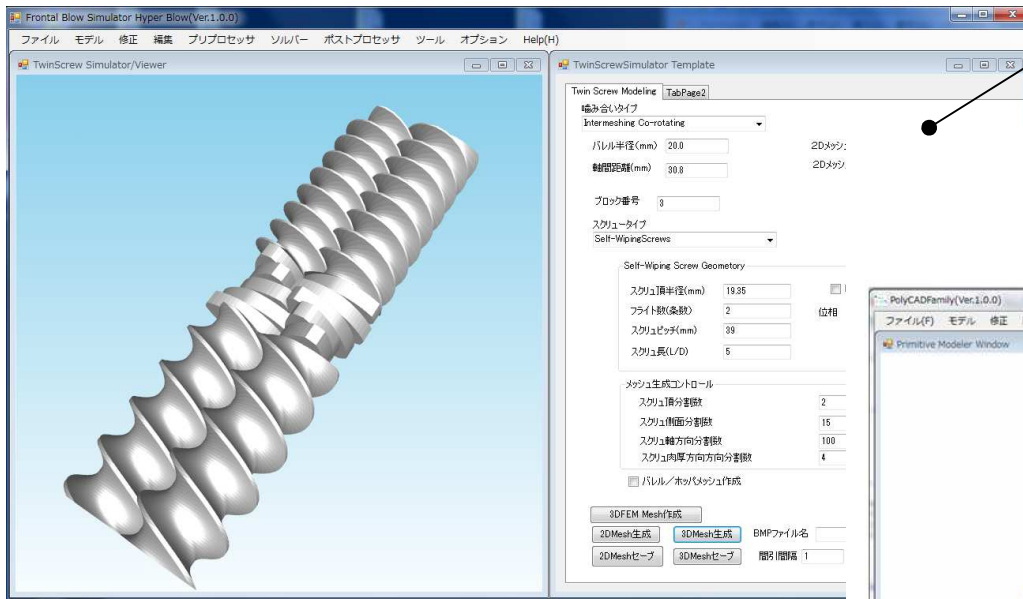 Frontal Blow Simulator Hyper Blow(Ver.1.0.0)
ファイル モデル 修正 編集 プリプロセッサ ソルバー ポストプロセッサ ツール オプション Help(H)
TwinScrew Simulator/Viewer
TwinScrewSimulator Template
Twin Screw Modeling TabPage2
噛み合いタイプ
Intermeshing Co-rotating
バレル半径(mm) 20.0 2Dメッシ
軸間距離(mm) 30.8 2Dメッシ
ブロック番号 3
スクリュータイプ
Self-WipingScrews
Self-Wiping Screw Geometory
スクリュ頂半径(mm) 19.35
フライト数(条数) 2 位相
スクリュピッチ(mm) 39
スクリュ長(L/D) 5
メッシュ生成コントロール
スクリュ頂分割数 2
スクリュ側面分割数 15
スクリュ軸方向分割数 100
スクリュ肉厚方向方向分割数 4
バレル/ホッパメッシュ作成
3DFEM Mesh作成
2DMesh生成 3DMesh生成 BMPファイル名
2DMeshセーブ 3DMeshセーブ 間引間隔 1
PolyCADFamily(Ver.1.0.0)
ファイル(F) モデル 修正
Primitive Modeler Window